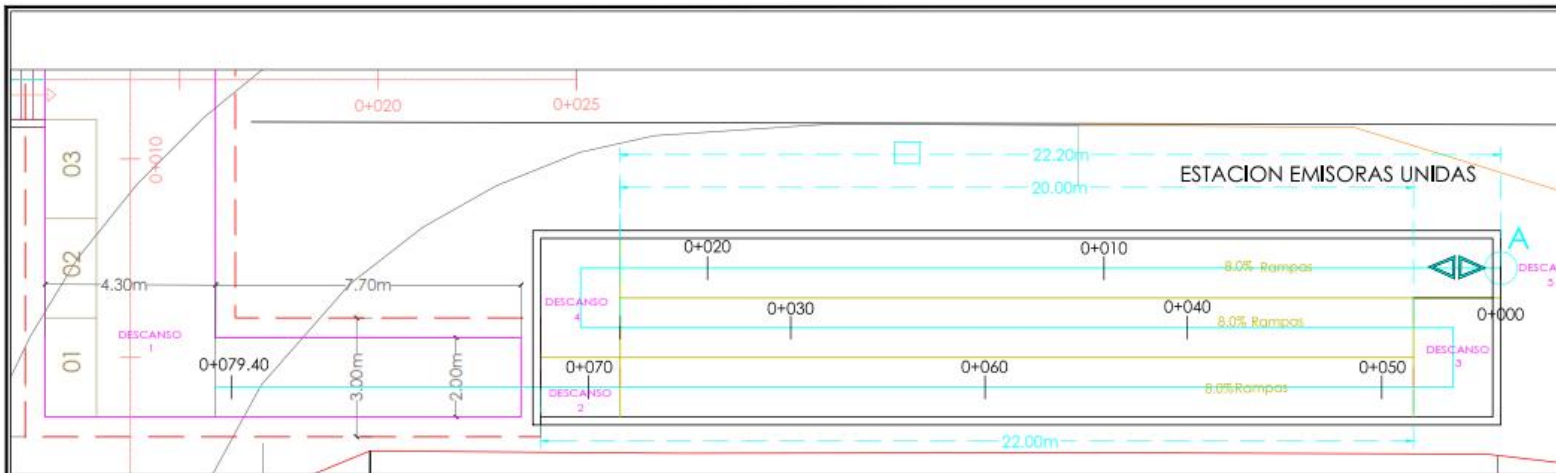 0+020
0+025
03
0+010
02
01
4.30m
7.70m
DESCANSO
1
0+079.40
3.00m
2.00m
22.20m
20.00m
ESTACION EMISORAS UNIDAS
A
0+020
0+010
8.0% Rampas
DESCA
5
DESCANSO
4
0+030
0+040
8.0% Rampas
0+000
DESCANSO
3
0+070
0+060
0+050
DESCANSO
2
8.0%Rampas
22.00m